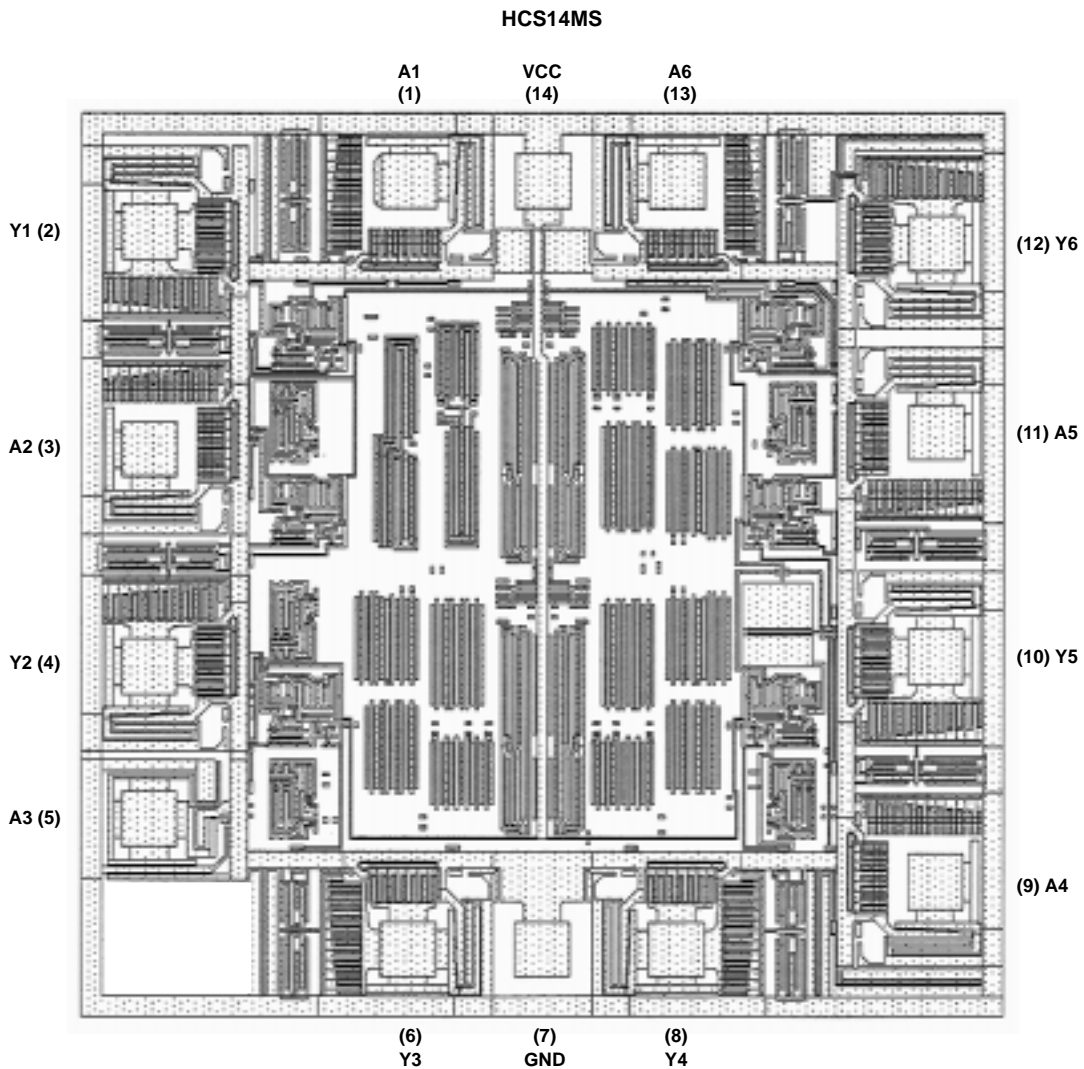 HCS14MS
A1
(1)
VCC
(14)
A6
(13)
Y1 (2)
(12) Y6
A2 (3)
(11) A5
Y2 (4)
(10) Y5
A3 (5)
(9) A4
(6)
Y3
(7)
GND
(8)
Y4